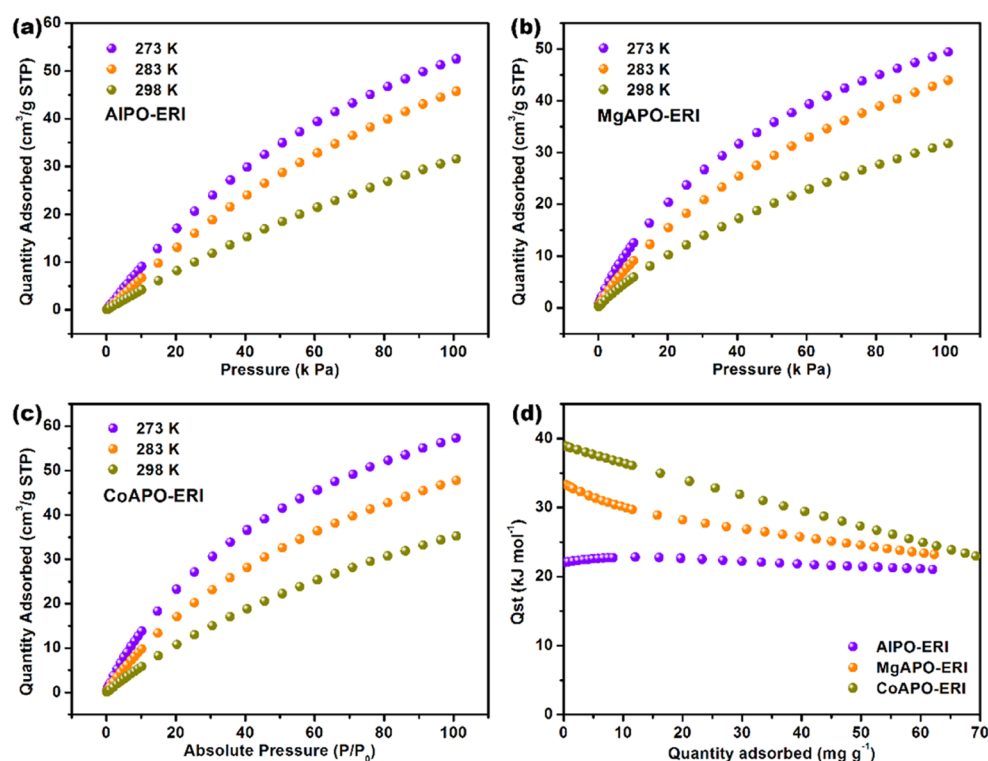 (a)
60
50
40
30
20
10
0
Quantity Adsorbed (cm³/g STP)
273 K
283 K
298 K
AlPO-ERI
0 20 40 60 80 100
Pressure (k Pa)
(b)
50
40
30
20
10
0
Quantity Adsorbed (cm³/g STP)
273 K
283 K
298 K
MgAPO-ERI
0 20 40 60 80 100
Pressure (k Pa)
(c)
60
50
40
30
20
10
0
Quantity Adsorbed (cm³/g STP)
273 K
283 K
298 K
CoAPO-ERI
0 20 40 60 80 100
Absolute Pressure (P/P₀)
(d)
40
30
20
10
0
Qst (kJ mol⁻¹)
AlPO-ERI
MgAPO-ERI
CoAPO-ERI
0 10 20 30 40 50 60 70
Quantity adsorbed (mg g⁻¹)